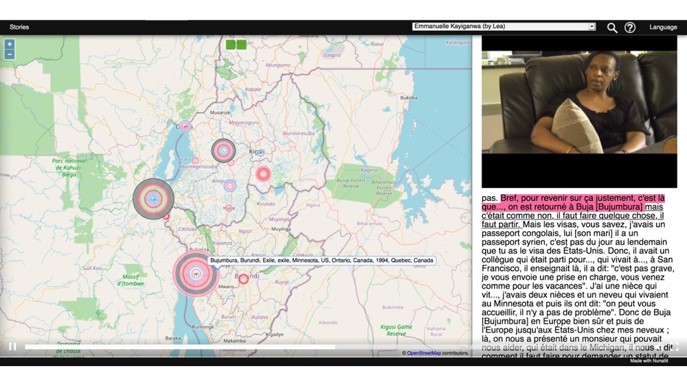 Stories
Emmanuelle Kayigamwa (by Lea)
Language
+
−
Bukoba
Parc national de Kahuzi-Biéga
Massif d'Itombwe
Bujumbura, Burundi, Exile, exile, Minnesota, US, Ontario, Canada, 1994, Quebec, Canada
Makamba
Kigosi Game Reserve
© OpenStreetMap contributors.
pas. Bref, pour revenir sur ça justement, c'est là
que..., on est retourné à Buja [Bujumbura] mais
c'était comme non, il faut faire quelque chose, il
faut partir. Mais les visas, vous savez, j'avais un
passeport congolais, lui [son mari] il a un
passeport syrien, c'est pas du jour au lendemain
que tu as le visa des États-Unis. Donc, il avait un
collègue qui était parti pour..., qui vivait à..., à San
Francisco, il enseignait là, il a dit: "c'est pas grave,
je vous envoie une prise en charge, vous venez
comme pour les vacances". J'ai une nièce qui
vit..., j'avais deux nièces et un neveu qui vivaient
au Minnesota et puis ils ont dit: "on peut vous
accueillir, il n'y a pas de problème". Donc de Buja
[Bujumbura] en Europe bien sûr et puis de
l'Europe jusqu'aux États-Unis chez mes neveux ;
là, on nous a présenté un monsieur qui pouvait
nous aider, qui était dans le Michigan, il nous a dit
comment il faut faire pour demander un statut de
Made with Nunaliit